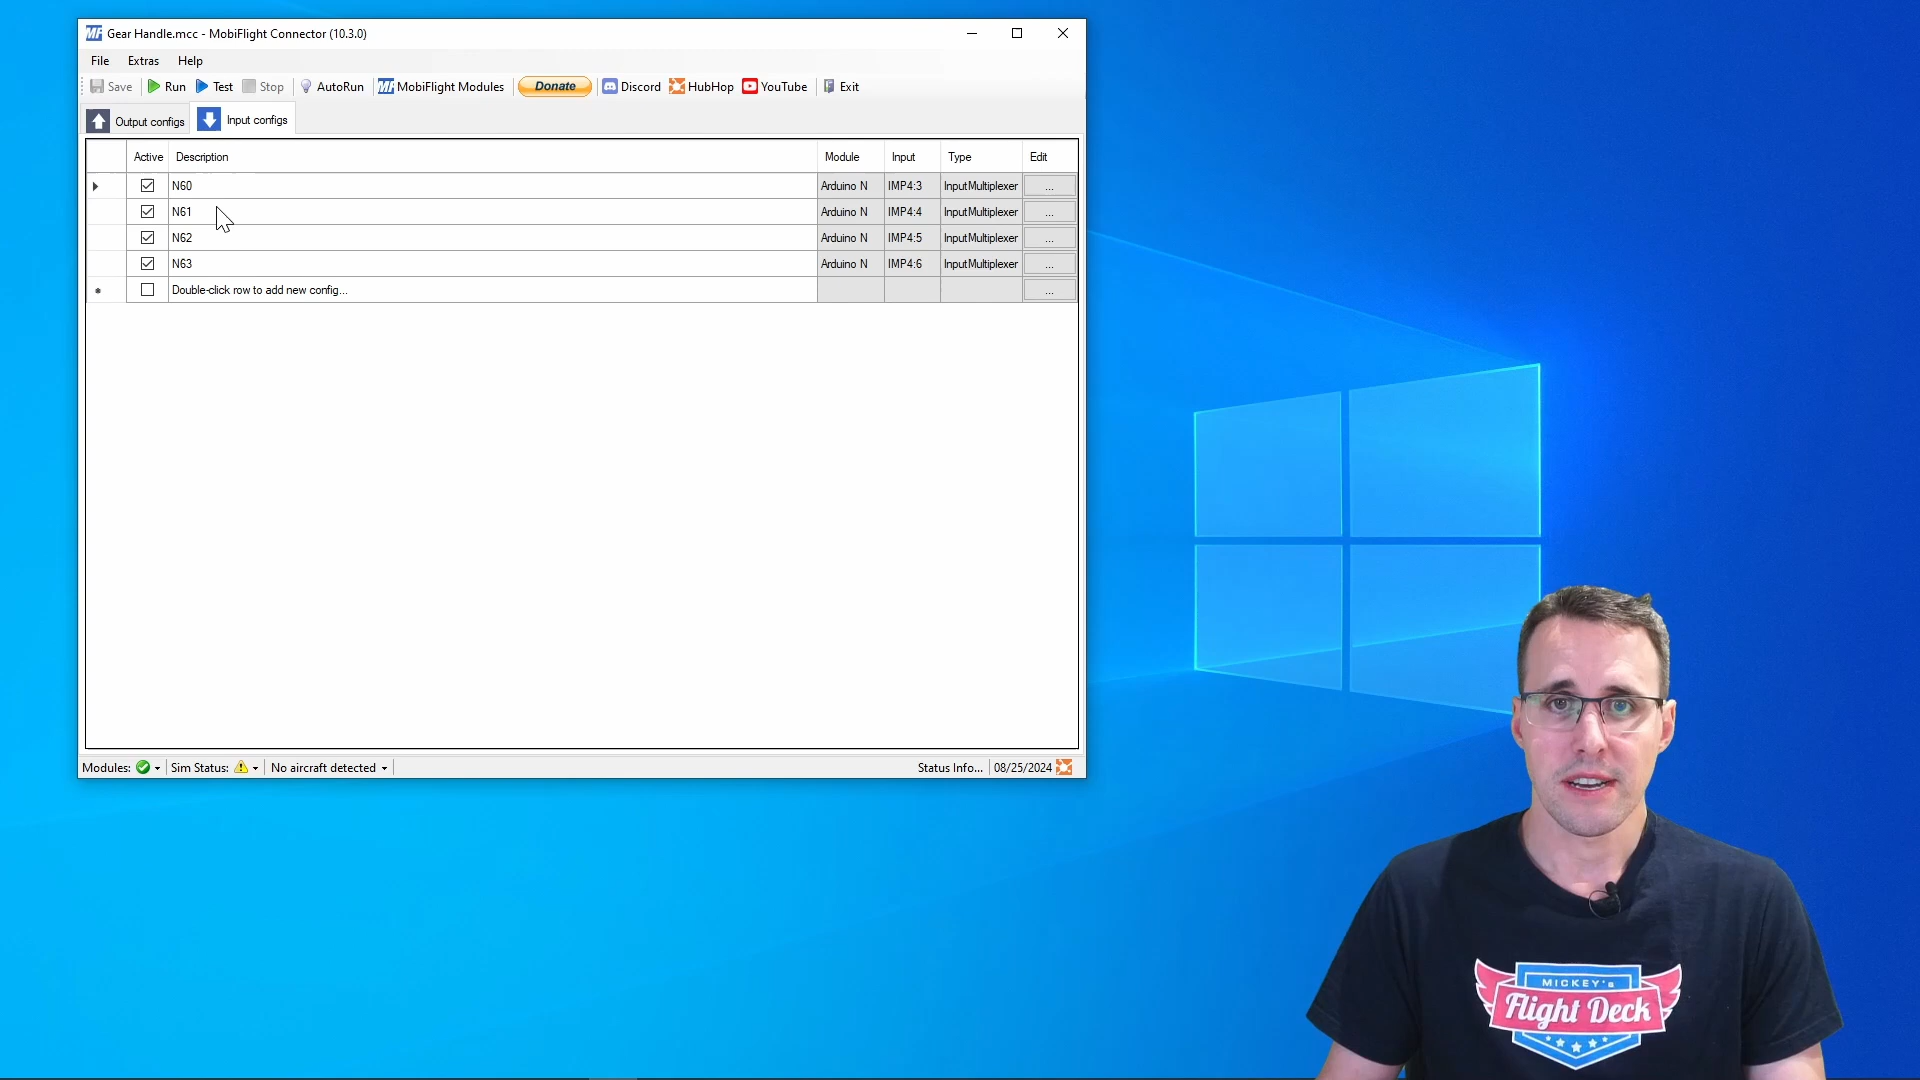 Gear Handle.mcc - MobiFlight Connector (10.3.0)
File Extras Help
Save Run Test Stop AutoRun MobiFlight Modules Donate Discord HubHop YouTube Exit
Output configs Input configs
Active Description Module Input Type Edit
N60 Arduino N IMP4:3 InputMultiplexer ...
N61 Arduino N IMP4:4 InputMultiplexer ...
N62 Arduino N IMP4:5 InputMultiplexer ...
N63 Arduino N IMP4:6 InputMultiplexer ...
Double-click row to add new config... ...
Modules: Sim Status: No aircraft detected Status Info... 08/25/2024
MICKEY's
Flight Deck